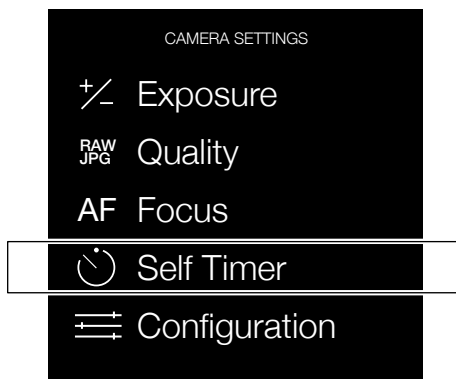 CAMERA SETTINGS
+/− Exposure
RAW
JPG Quality
AF Focus
Self Timer
Configuration